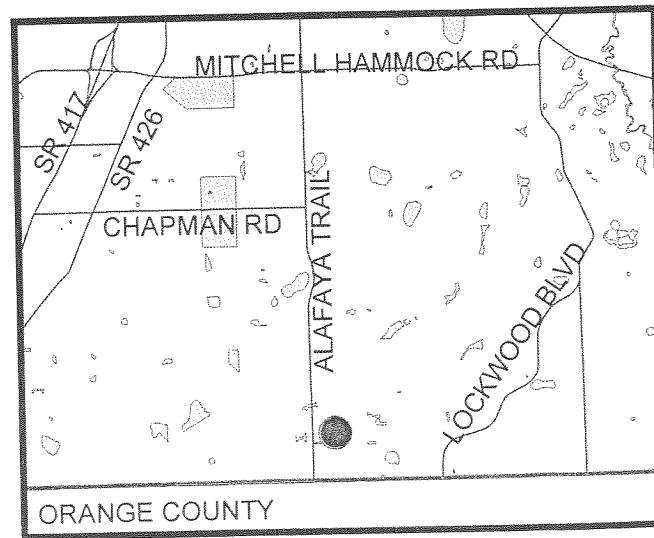 MITCHELL HAMMOCK RD
SR 417
SR 426
CHAPMAN RD
ALAFAYA TRAIL
LOCKWOOD BLVD
ORANGE COUNTY